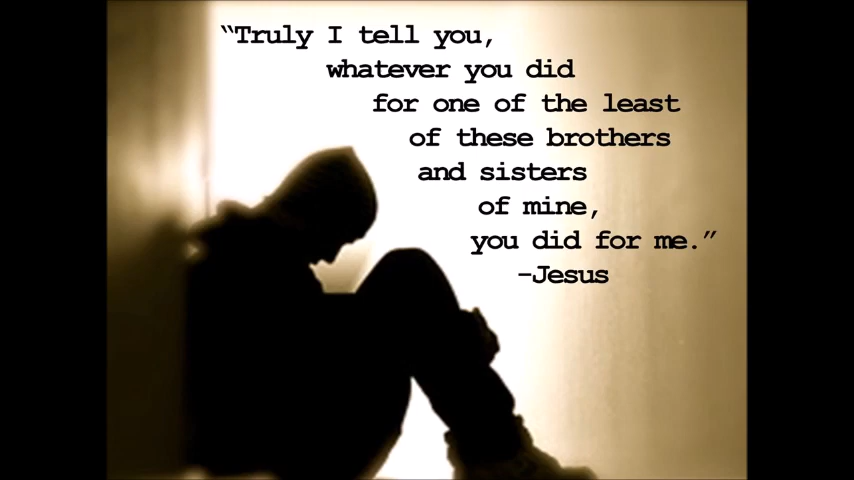 “Truly I tell you,
whatever you did
for one of the least
of these brothers
and sisters
of mine,
you did for me.”
-Jesus